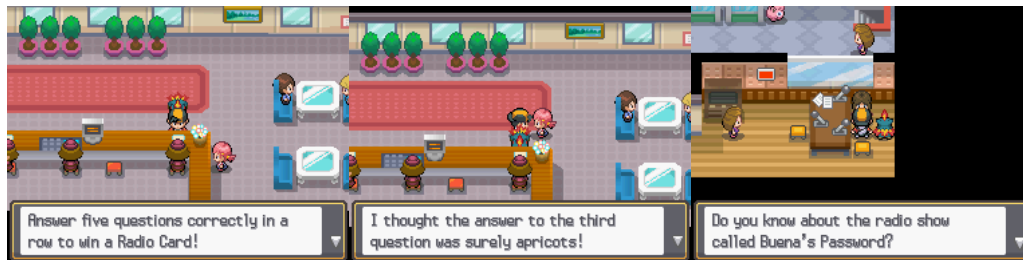 Answer five questions correctly in a
row to win a Radio Card!
I thought the answer to the third
question was surely apricots!
Do you know about the radio show
called Buena's Password?